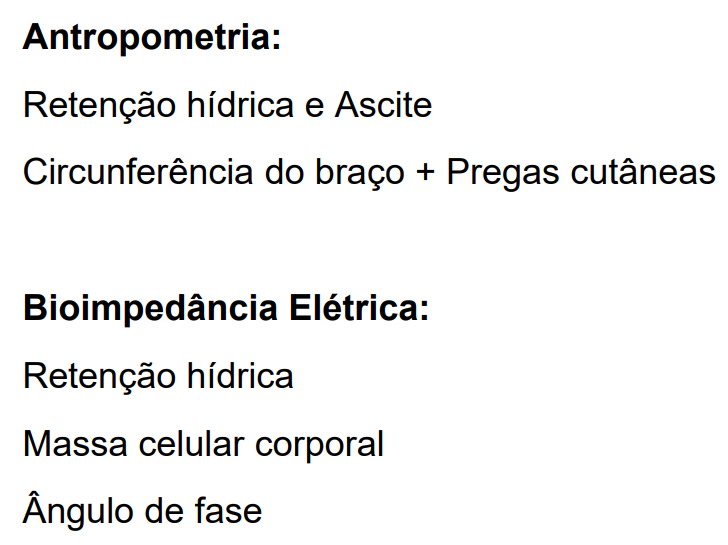 Antropometria:
Retenção hídrica e Ascite
Circunferência do braço + Pregas cutâneas
Bioimpedância Elétrica:
Retenção hídrica
Massa celular corporal
Ângulo de fase